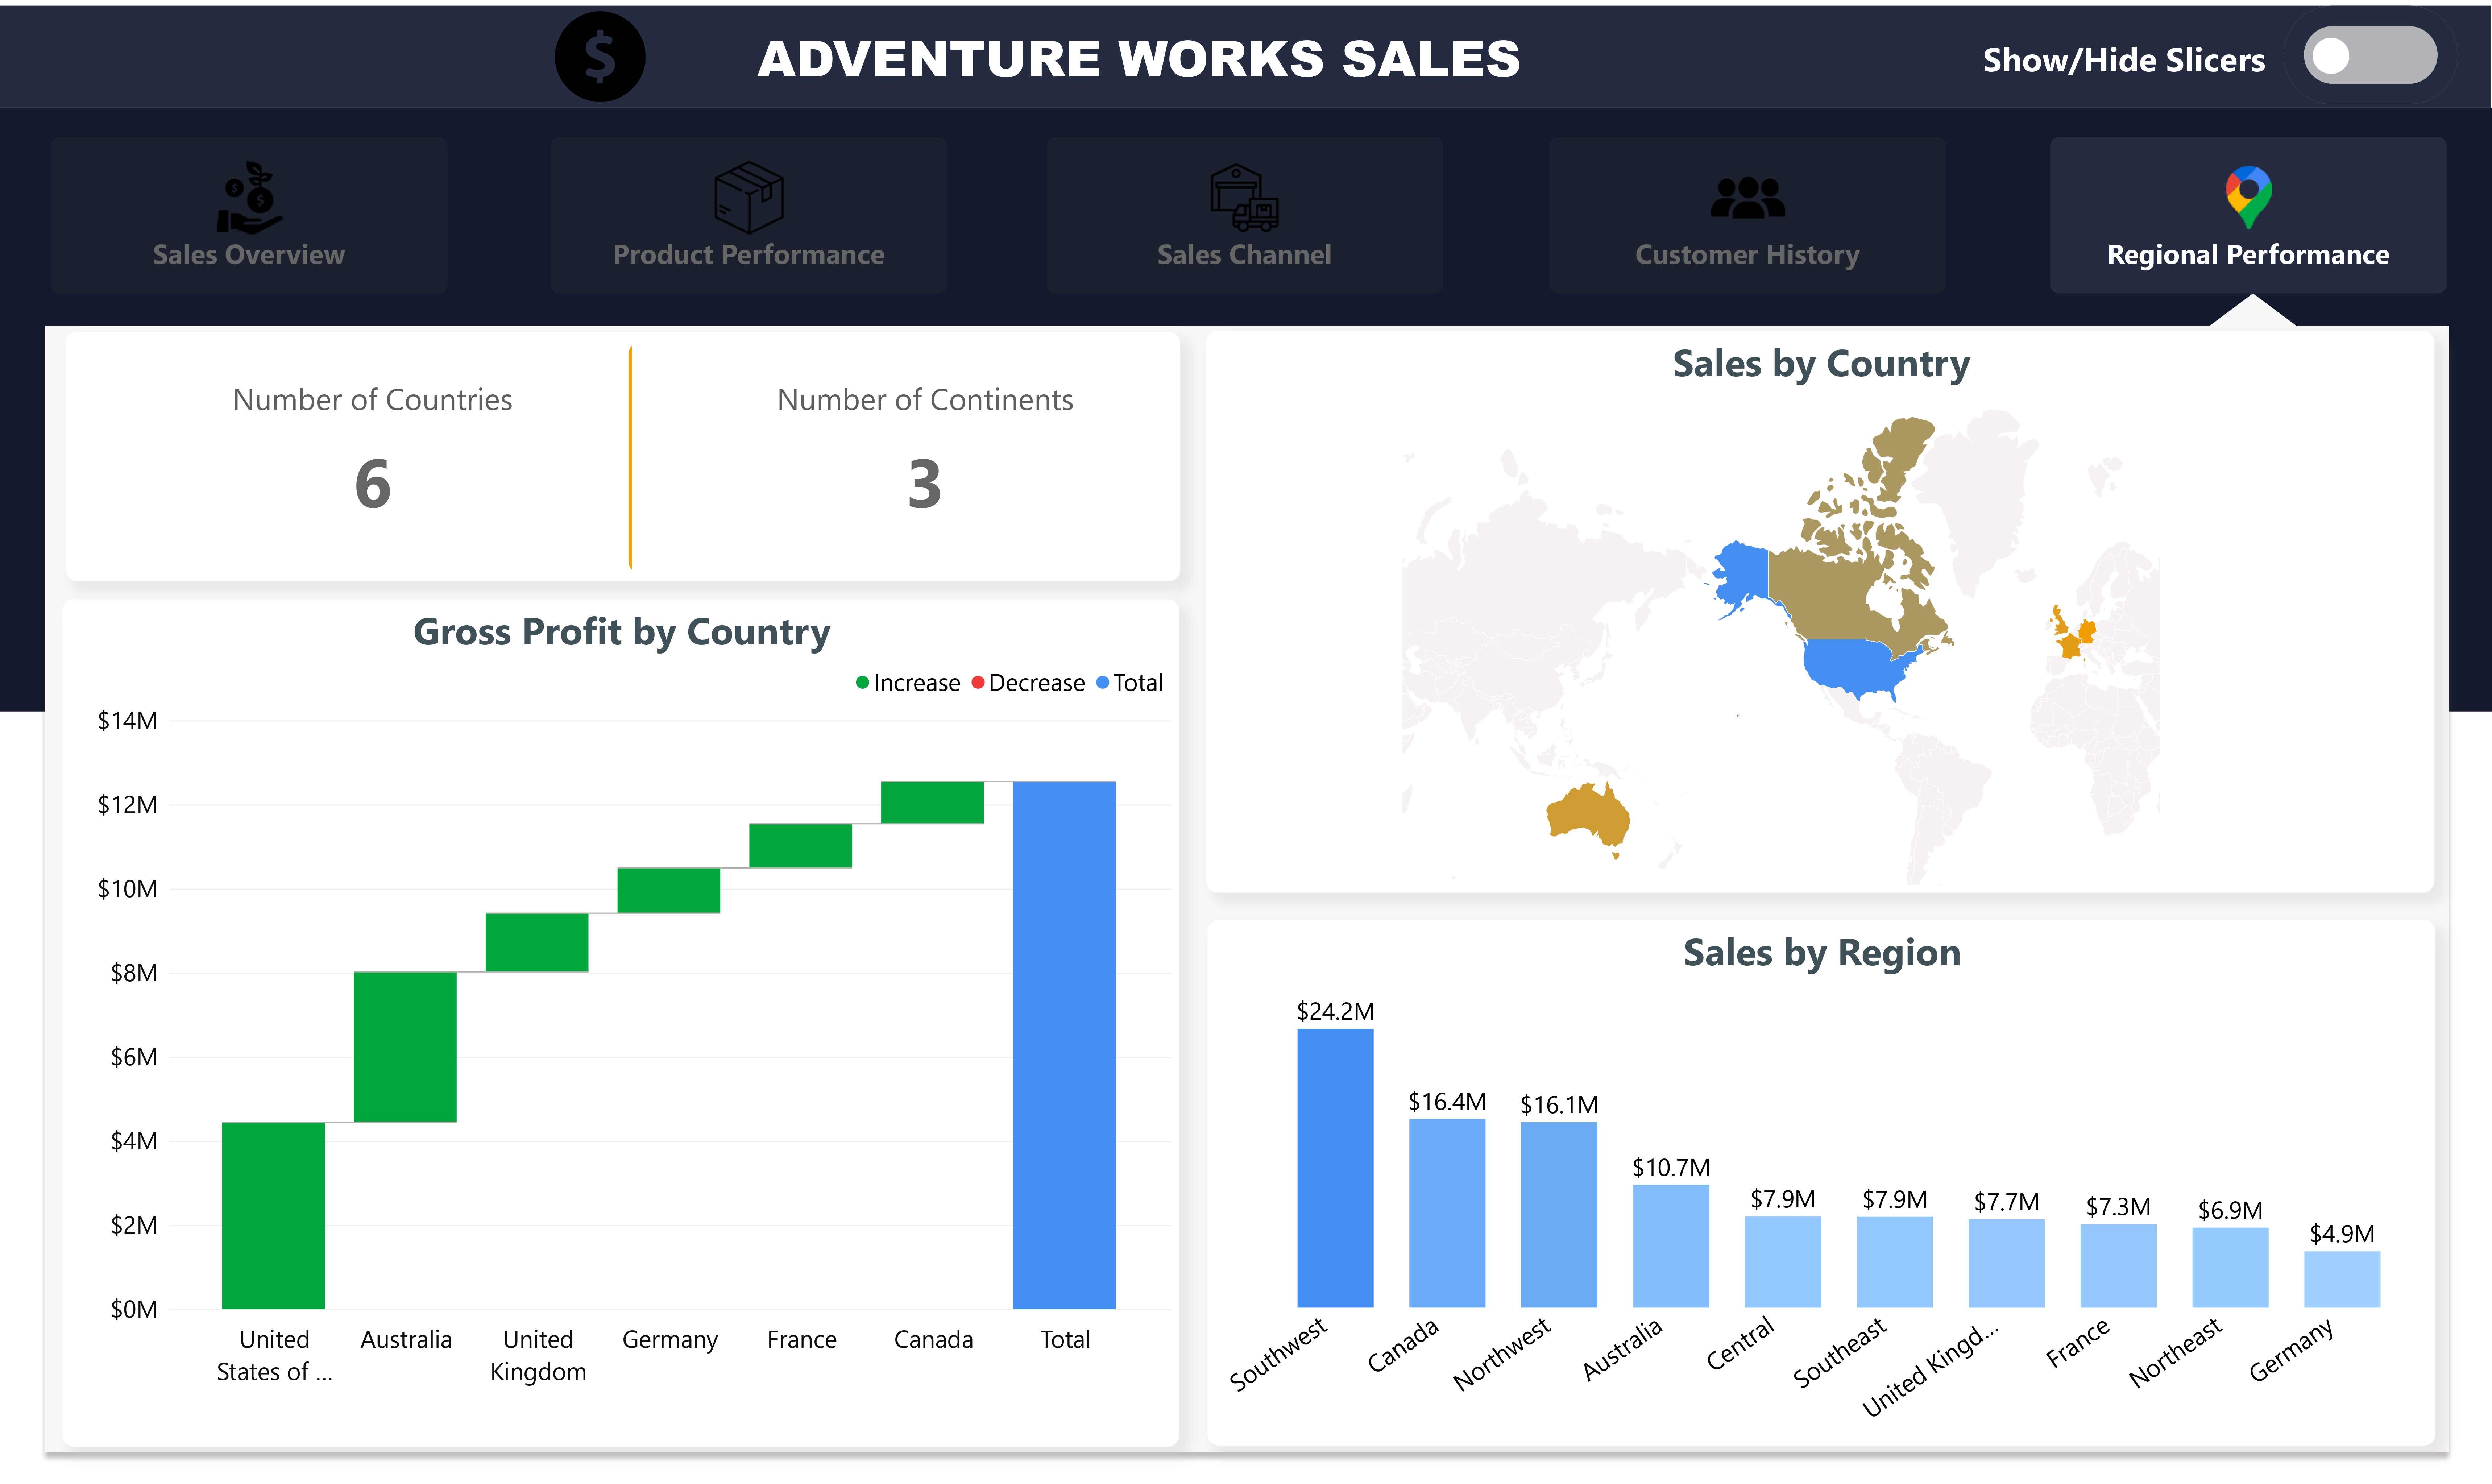 ADVENTURE WORKS SALES
Show/Hide Slicers
Sales Overview
Product Performance
Sales Channel
Customer History
Regional Performance
Number of Countries
6
Number of Continents
3
Gross Profit by Country
Increase Decrease Total
$14M
$12M
$10M
$8M
$6M
$4M
$2M
$0M
United States of ...
Australia
United Kingdom
Germany
France
Canada
Total
Sales by Country
Sales by Region
$24.2M
$16.4M
$16.1M
$10.7M
$7.9M
$7.9M
$7.7M
$7.3M
$6.9M
$4.9M
Southwest
Canada
Northwest
Australia
Central
Southeast
United Kingd...
France
Northeast
Germany